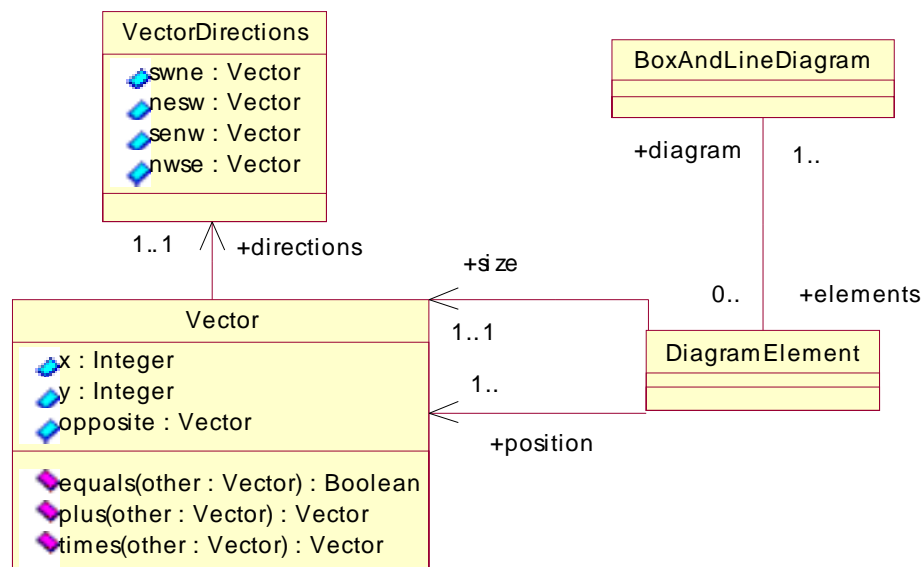 VectorDirections
swne : Vector
nesw : Vector
senw : Vector
nwse : Vector
BoxAndLineDiagram
+diagram
1..
1..1
+directions
+size
0..
+elements
Vector
1..1
DiagramElement
x : Integer
y : Integer
opposite : Vector
1..
+position
equals(other : Vector) : Boolean
plus(other : Vector) : Vector
times(other : Vector) : Vector